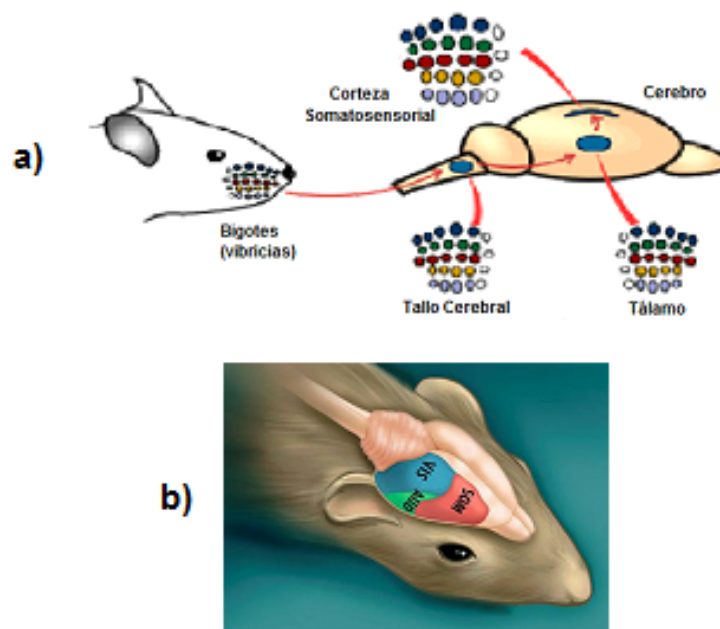 Corteza
Somatosensorial
Cerebro
a)
Bigotes
(vibricias)
Tallo Cerebral
Tálamo
b)
VIS
AUD
SOM